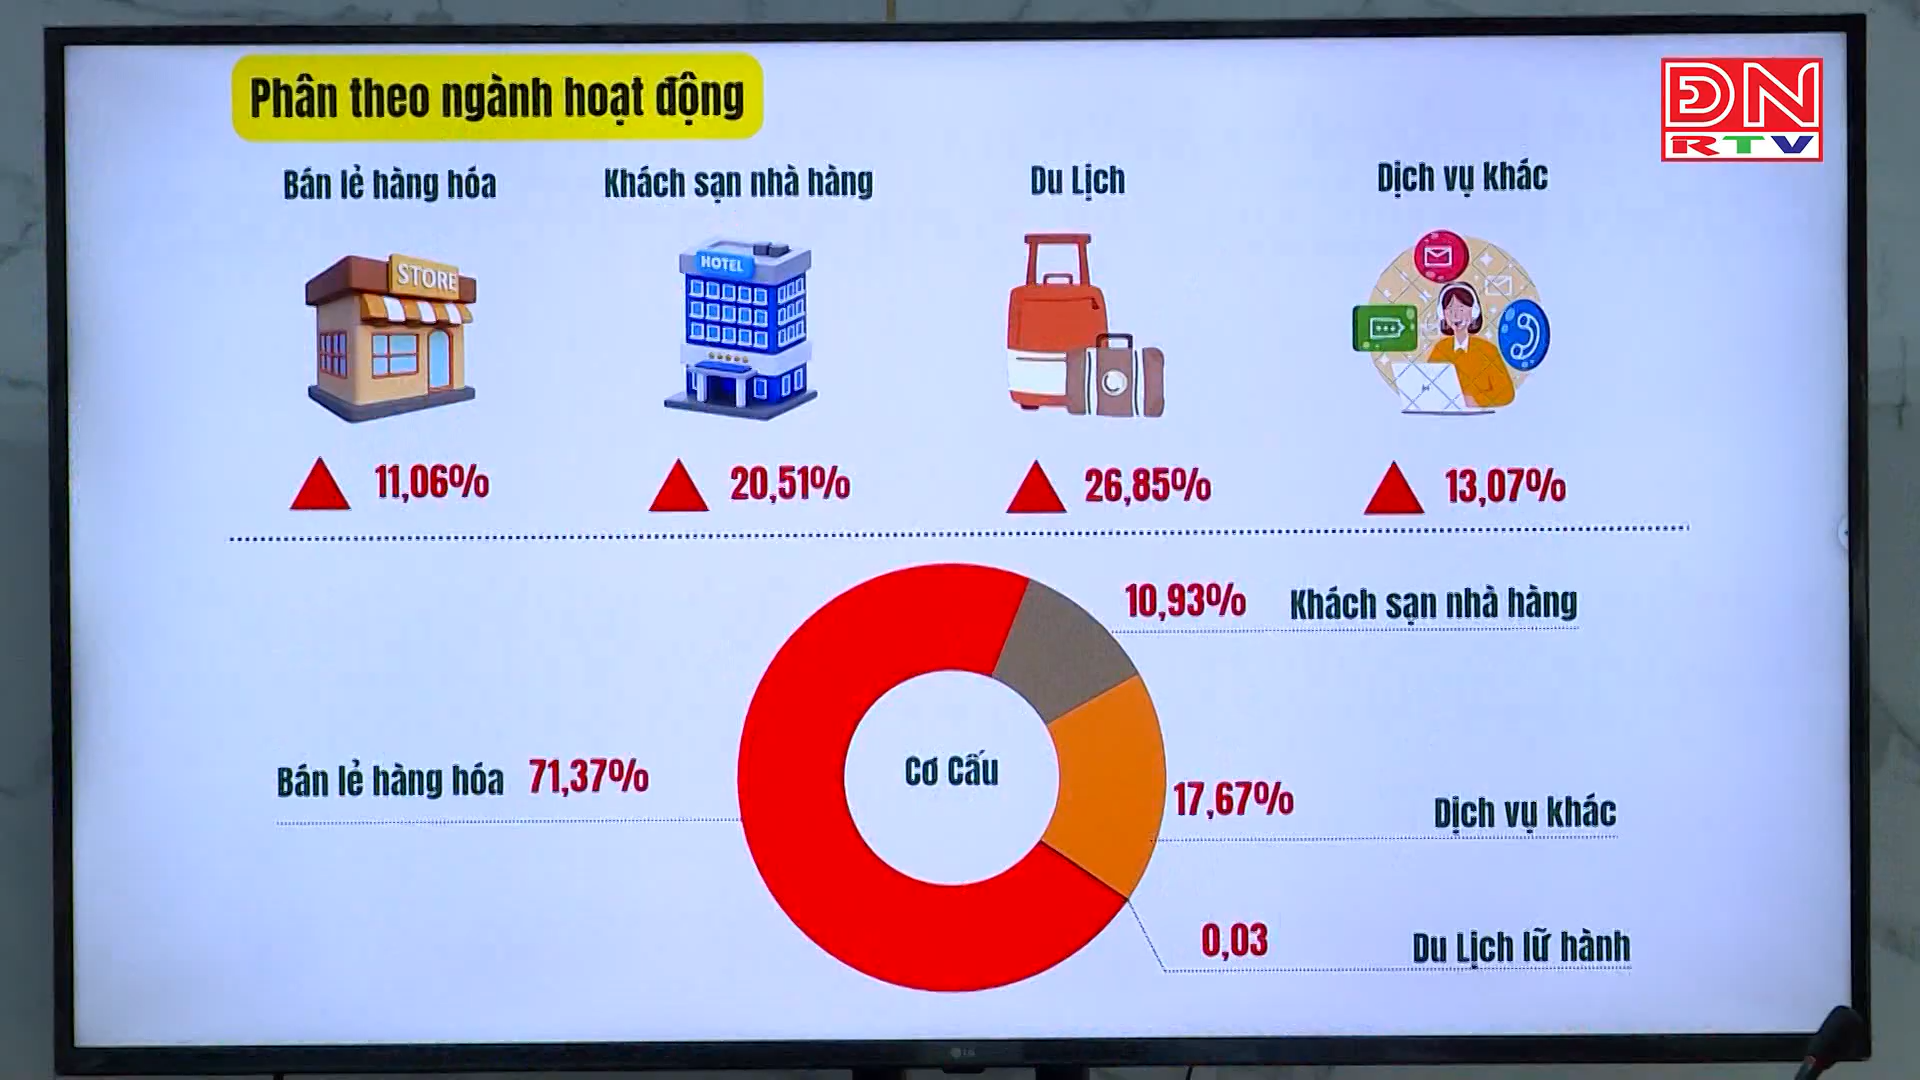 Phân theo ngành hoạt động
ĐN
RTV
Bán lẻ hàng hóa
Khách sạn nhà hàng
Du Lịch
Dịch vụ khác
STORE
HOTEL
11,06%
20,51%
26,85%
13,07%
10,93% Khách sạn nhà hàng
Bán lẻ hàng hóa 71,37%
Cơ Cấu
17,67% Dịch vụ khác
0,03 Du Lịch lữ hành
LG